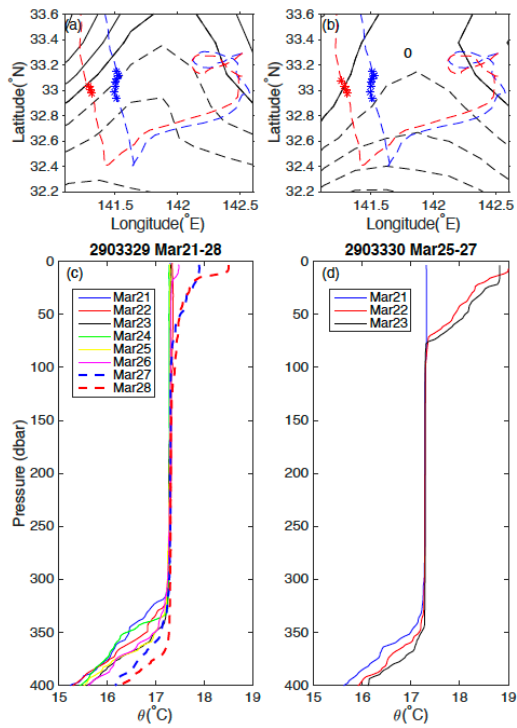 (a)
(b)
Latitude(°N)
33.6
33.4
33.2
33
32.8
32.6
32.4
32.2
141.5
142
142.5
Longitude(°E)
Latitude(°N)
33.6
33.4
33.2
33
32.8
32.6
32.4
32.2
0
141.5
142
142.5
Longitude(°E)
2903329 Mar21-28
(c)
Mar21
Mar22
Mar23
Mar24
Mar25
Mar26
Mar27
Mar28
Pressure (dbar)
0
50
100
150
200
250
300
350
400
15
16
17
18
19
θ(°C)
2903330 Mar25-27
(d)
Mar21
Mar22
Mar23
0
50
100
150
200
250
300
350
400
15
16
17
18
19
θ(°C)